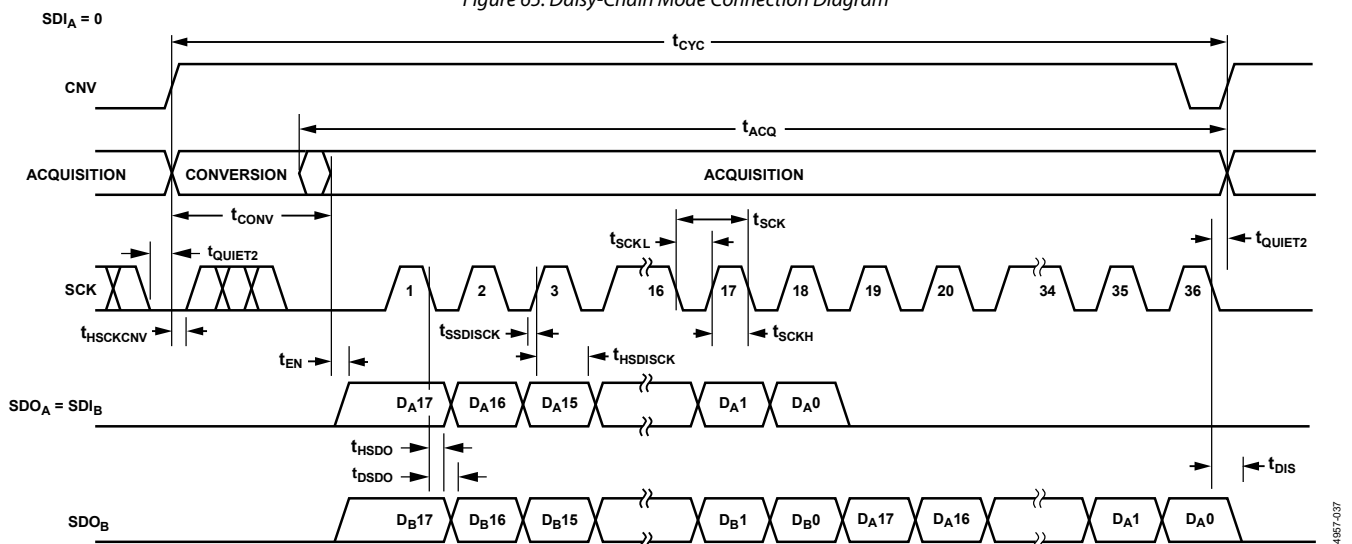 Figure 65. Daisy-Chain Mode Connection Diagram
SDIA = 0
tCYC
CNV
tACQ
ACQUISITION
CONVERSION
ACQUISITION
tCONV
tSCK
tSCKL
tQUIET2
tQUIET2
SCK
1
2
3
16
17
18
19
20
34
35
36
tHSCKCNV
tSSDISCK
tSCKH
tEN
tHSDISCK
SDOA = SDIB
DA17
DA16
DA15
DA1
DA0
tHSDO
tDSDO
tDIS
SDOB
DB17
DB16
DB15
DB1
DB0
DA17
DA16
DA1
DA0
4957-037